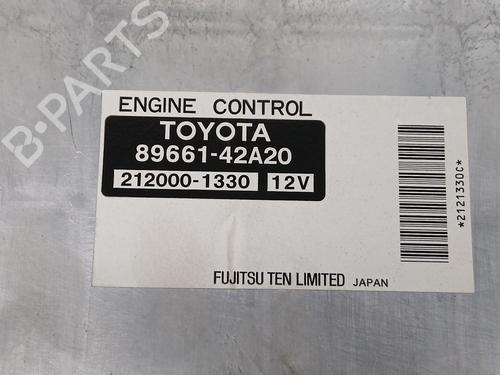 B-PARTS
ENGINE CONTROL
TOYOTA
89661-42A20
212000-1330 12V
*2121330C*
FUJITSU TEN LIMITED JAPAN